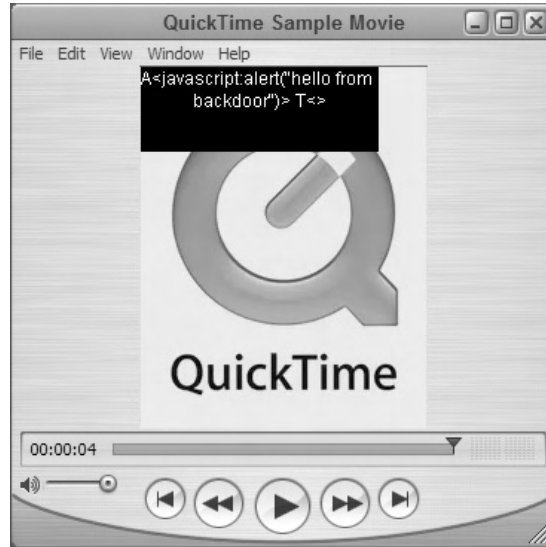 QuickTime Sample Movie
File Edit View Window Help
A<javascript:alert("hello from
backdoor")> T<>
QuickTime
00:00:04